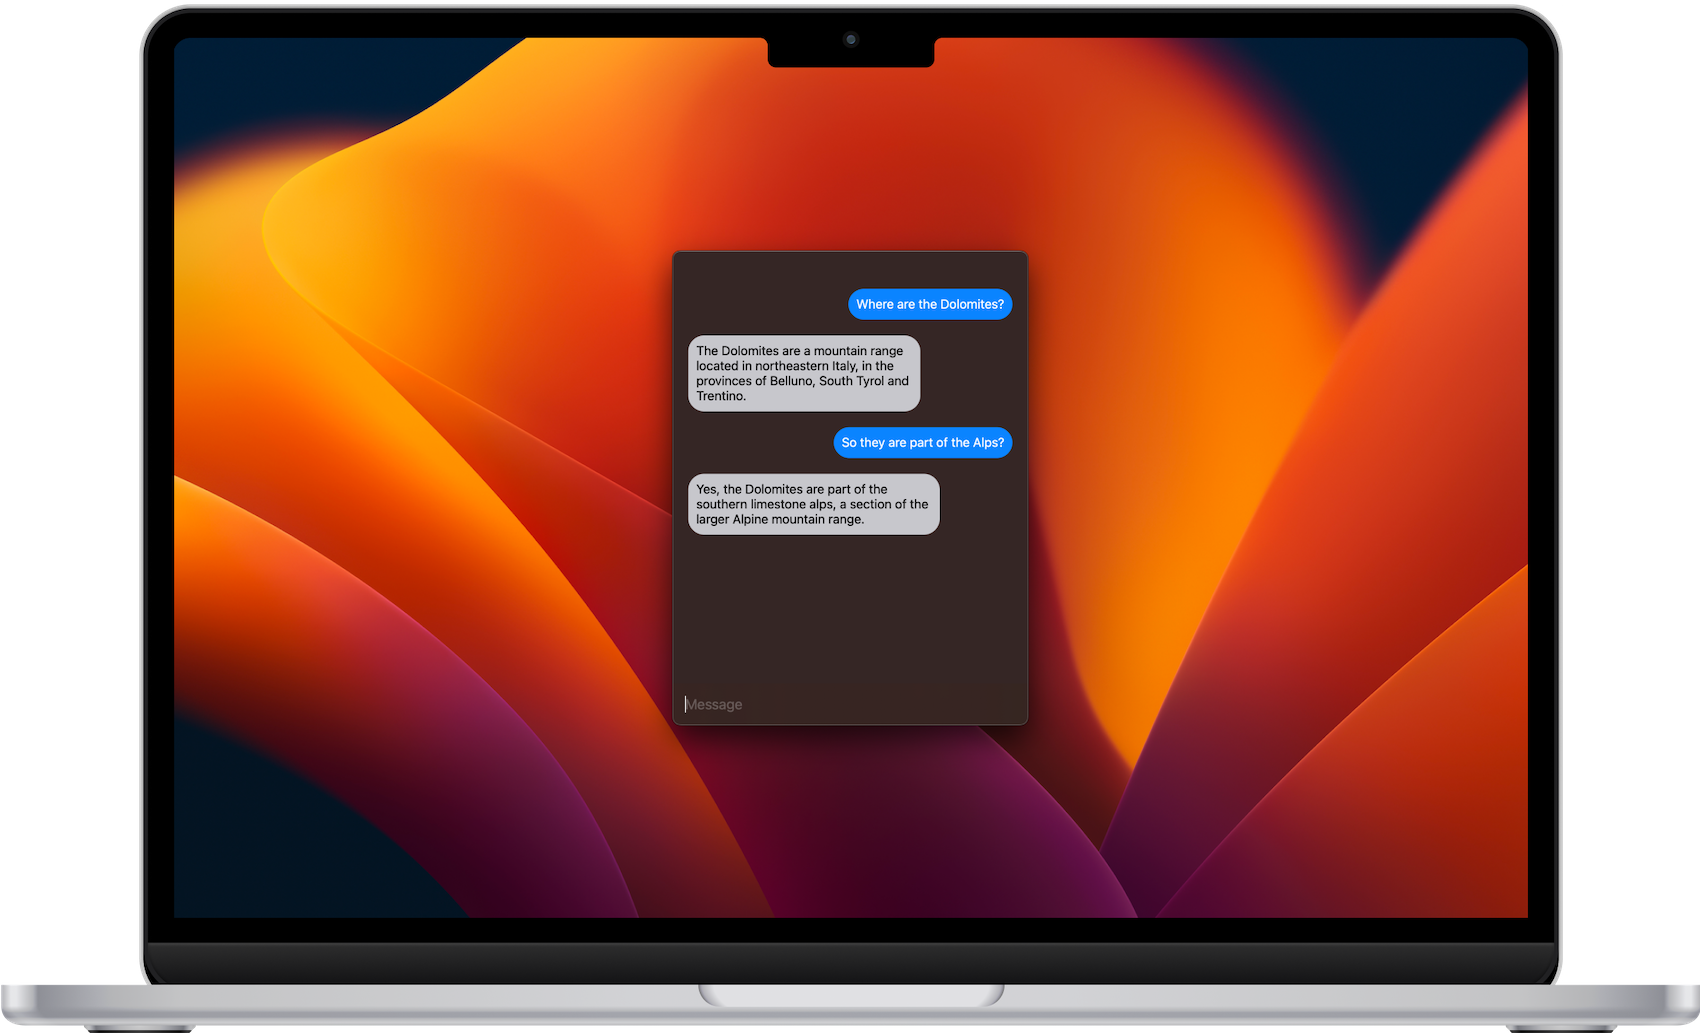 Where are the Dolomites?
The Dolomites are a mountain range
located in northeastern Italy, in the
provinces of Belluno, South Tyrol and
Trentino.
So they are part of the Alps?
Yes, the Dolomites are part of the
southern limestone alps, a section of the
larger Alpine mountain range.
Message